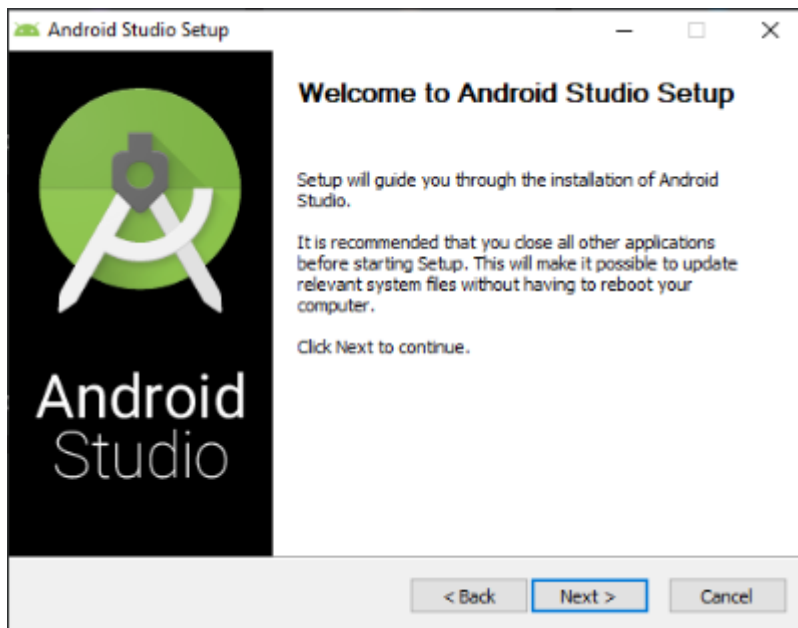 Android Studio Setup
Welcome to Android Studio Setup
Setup will guide you through the installation of Android
Studio.
It is recommended that you close all other applications
before starting Setup. This will make it possible to update
relevant system files without having to reboot your
computer.
Click Next to continue.
Android
Studio
< Back
Next >
Cancel